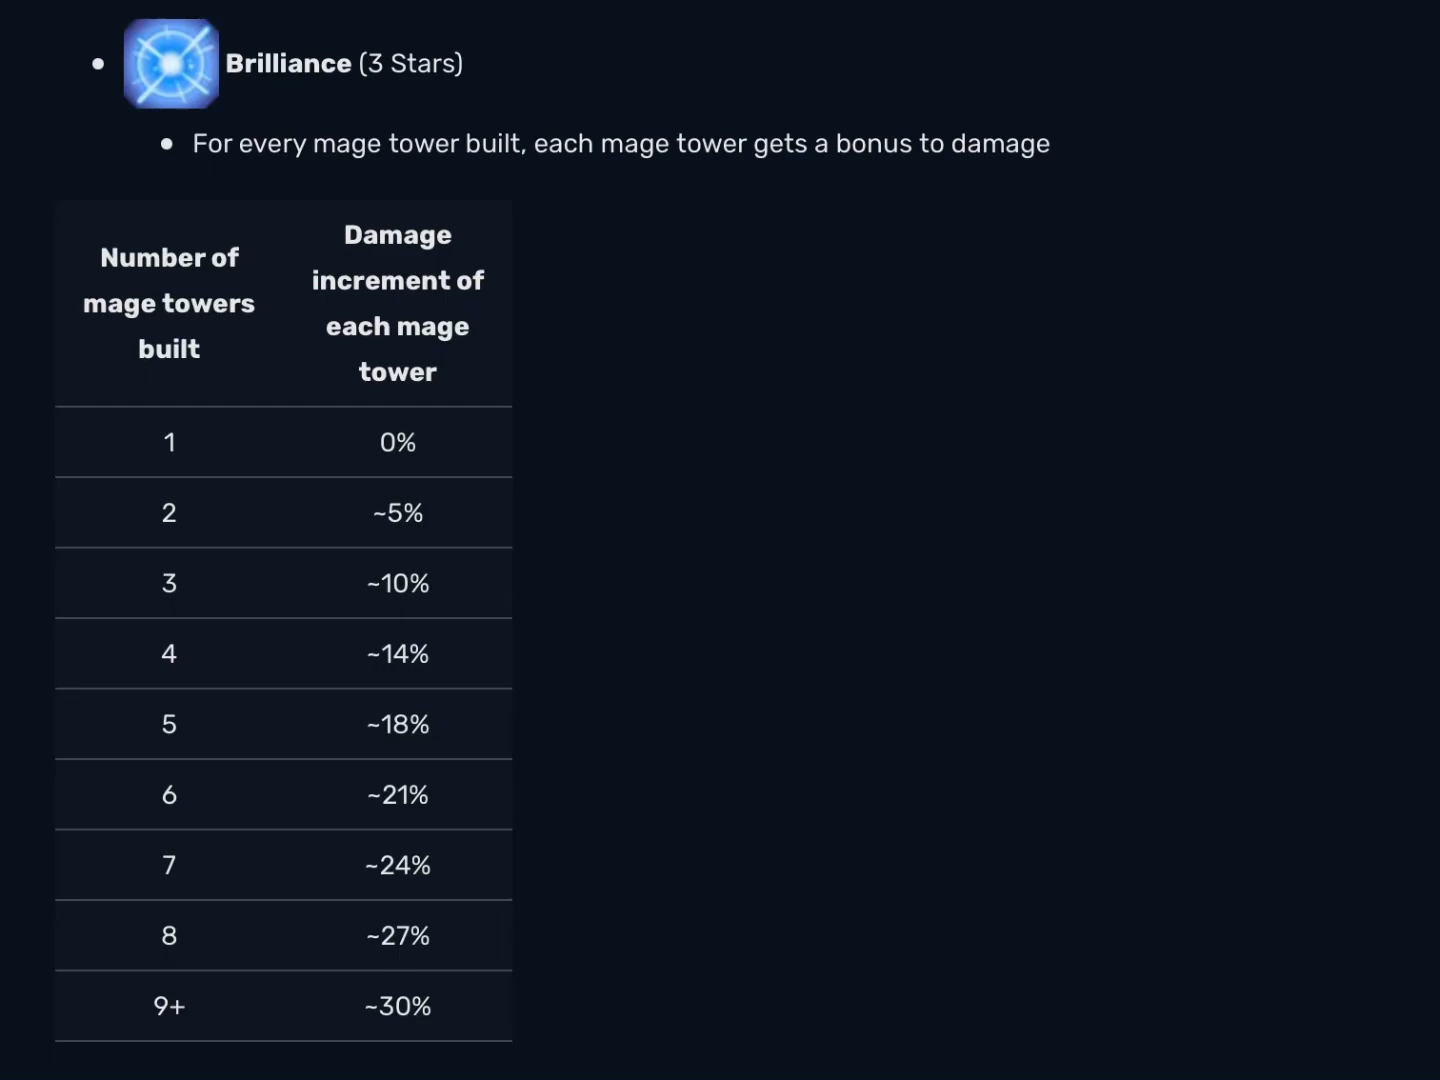 Brilliance (3 Stars)
For every mage tower built, each mage tower gets a bonus to damage
Number of
mage towers
built
Damage
increment of
each mage
tower
1 0%
2 ~5%
3 ~10%
4 ~14%
5 ~18%
6 ~21%
7 ~24%
8 ~27%
9+ ~30%